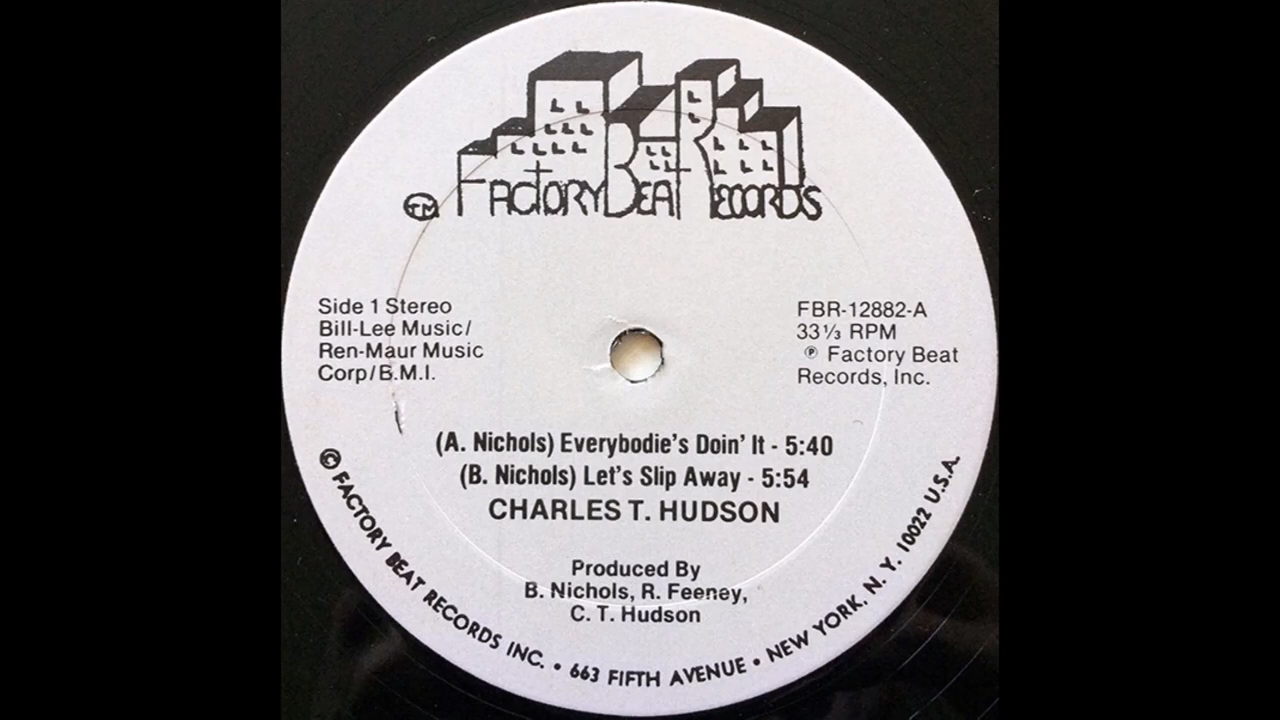 TM FACTORY BEAT RECORDS
Side 1 Stereo
Bill-Lee Music/
Ren-Maur Music
Corp/B.M.I.
FBR-12882-A
33⅓ RPM
℗ Factory Beat
Records, Inc.
(A. Nichols) Everybodie's Doin' It - 5:40
(B. Nichols) Let's Slip Away - 5:54
CHARLES T. HUDSON
Produced By
B. Nichols, R. Feeney,
C. T. Hudson
© FACTORY BEAT RECORDS INC. • 663 FIFTH AVENUE • NEW YORK, N. Y. 10022 U.S.A.